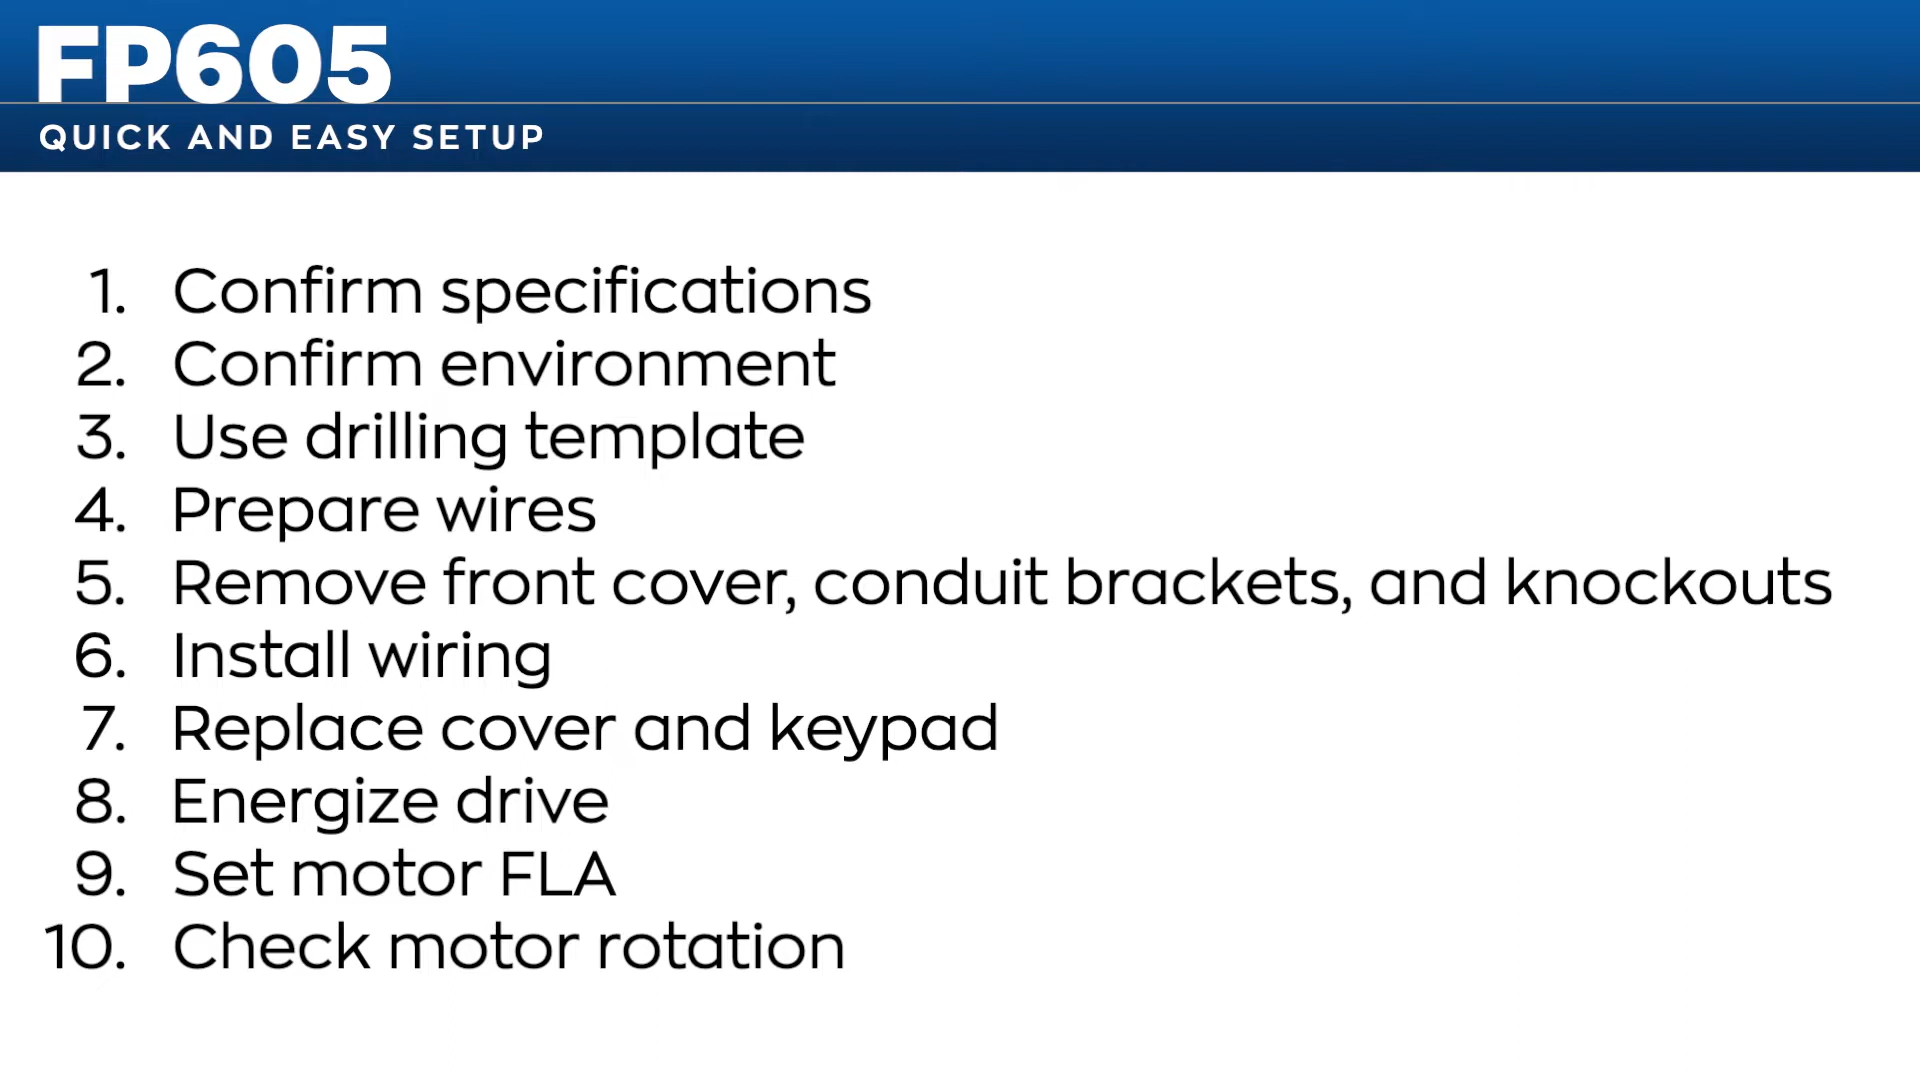 FP605
QUICK AND EASY SETUP
1. Confirm specifications
2. Confirm environment
3. Use drilling template
4. Prepare wires
5. Remove front cover, conduit brackets, and knockouts
6. Install wiring
7. Replace cover and keypad
8. Energize drive
9. Set motor FLA
10. Check motor rotation